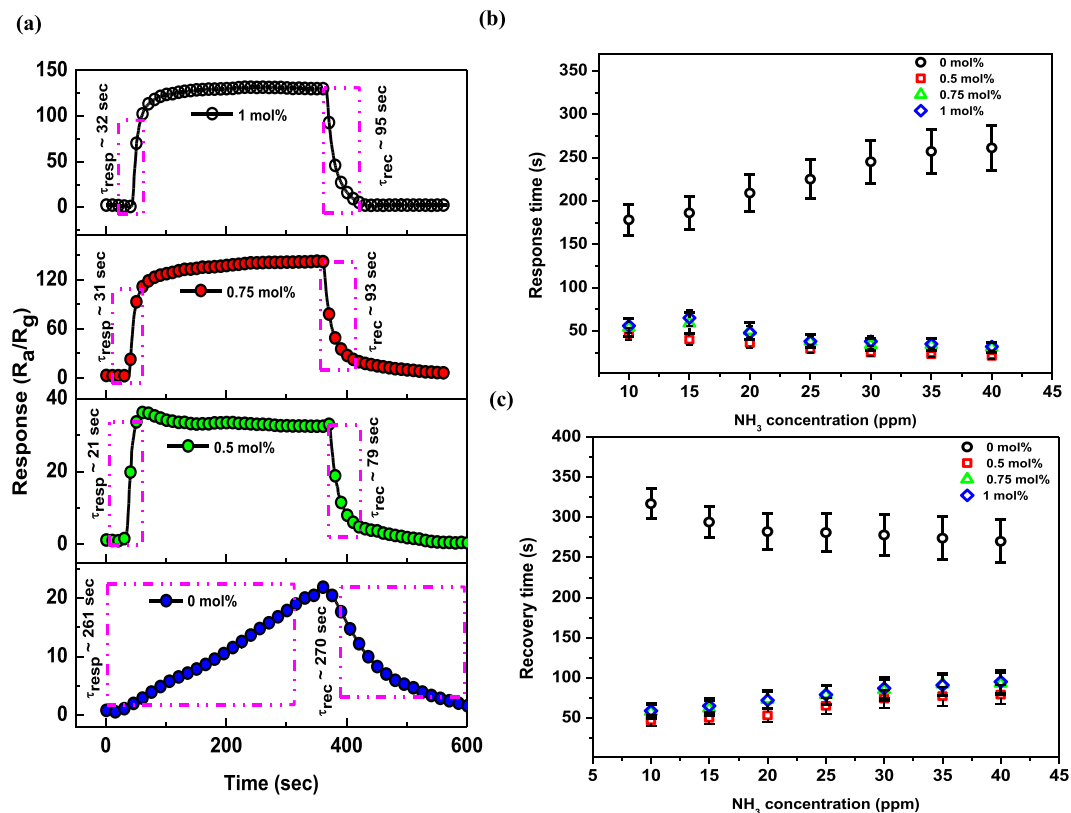 (a)
150
100
50
0
τresp ~ 32 sec
1 mol%
τrec ~ 95 sec
120
60
0
τresp ~ 31 sec
0.75 mol%
τrec ~ 93 sec
40
20
0
τresp ~ 21 sec
0.5 mol%
τrec ~ 79 sec
20
10
0
τresp ~ 261 sec
0 mol%
τrec ~ 270 sec
Response (Ra/Rg)
0 200 400 600
Time (sec)
(b)
350
300
250
200
150
100
50
Response time (s)
0 mol%
0.5 mol%
0.75 mol%
1 mol%
10 15 20 25 30 35 40 45
NH3 concentration (ppm)
(c)
400
350
300
250
200
150
100
50
Recovery time (s)
0 mol%
0.5 mol%
0.75 mol%
1 mol%
5 10 15 20 25 30 35 40 45
NH3 concentration (ppm)